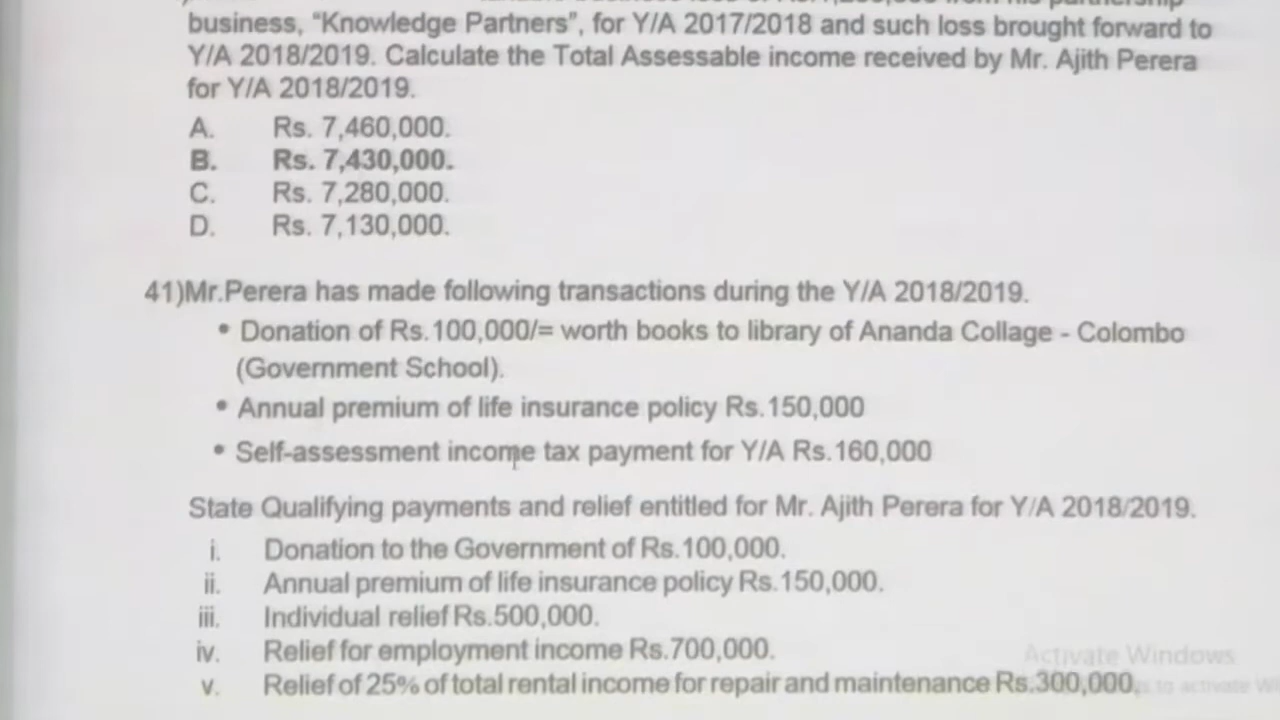 business, “Knowledge Partners”, for Y/A 2017/2018 and such loss brought forward to
Y/A 2018/2019. Calculate the Total Assessable income received by Mr. Ajith Perera
for Y/A 2018/2019.
A. Rs. 7,460,000.
B. Rs. 7,430,000.
C. Rs. 7,280,000.
D. Rs. 7,130,000.
41)Mr.Perera has made following transactions during the Y/A 2018/2019.
• Donation of Rs.100,000/= worth books to library of Ananda Collage - Colombo
(Government School).
• Annual premium of life insurance policy Rs.150,000
• Self-assessment income tax payment for Y/A Rs.160,000
State Qualifying payments and relief entitled for Mr. Ajith Perera for Y/A 2018/2019.
i. Donation to the Government of Rs.100,000.
ii. Annual premium of life insurance policy Rs.150,000.
iii. Individual relief Rs.500,000.
iv. Relief for employment income Rs.700,000.
Activate Windows
v. Relief of 25% of total rental income for repair and maintenance Rs.300,000.
to activate